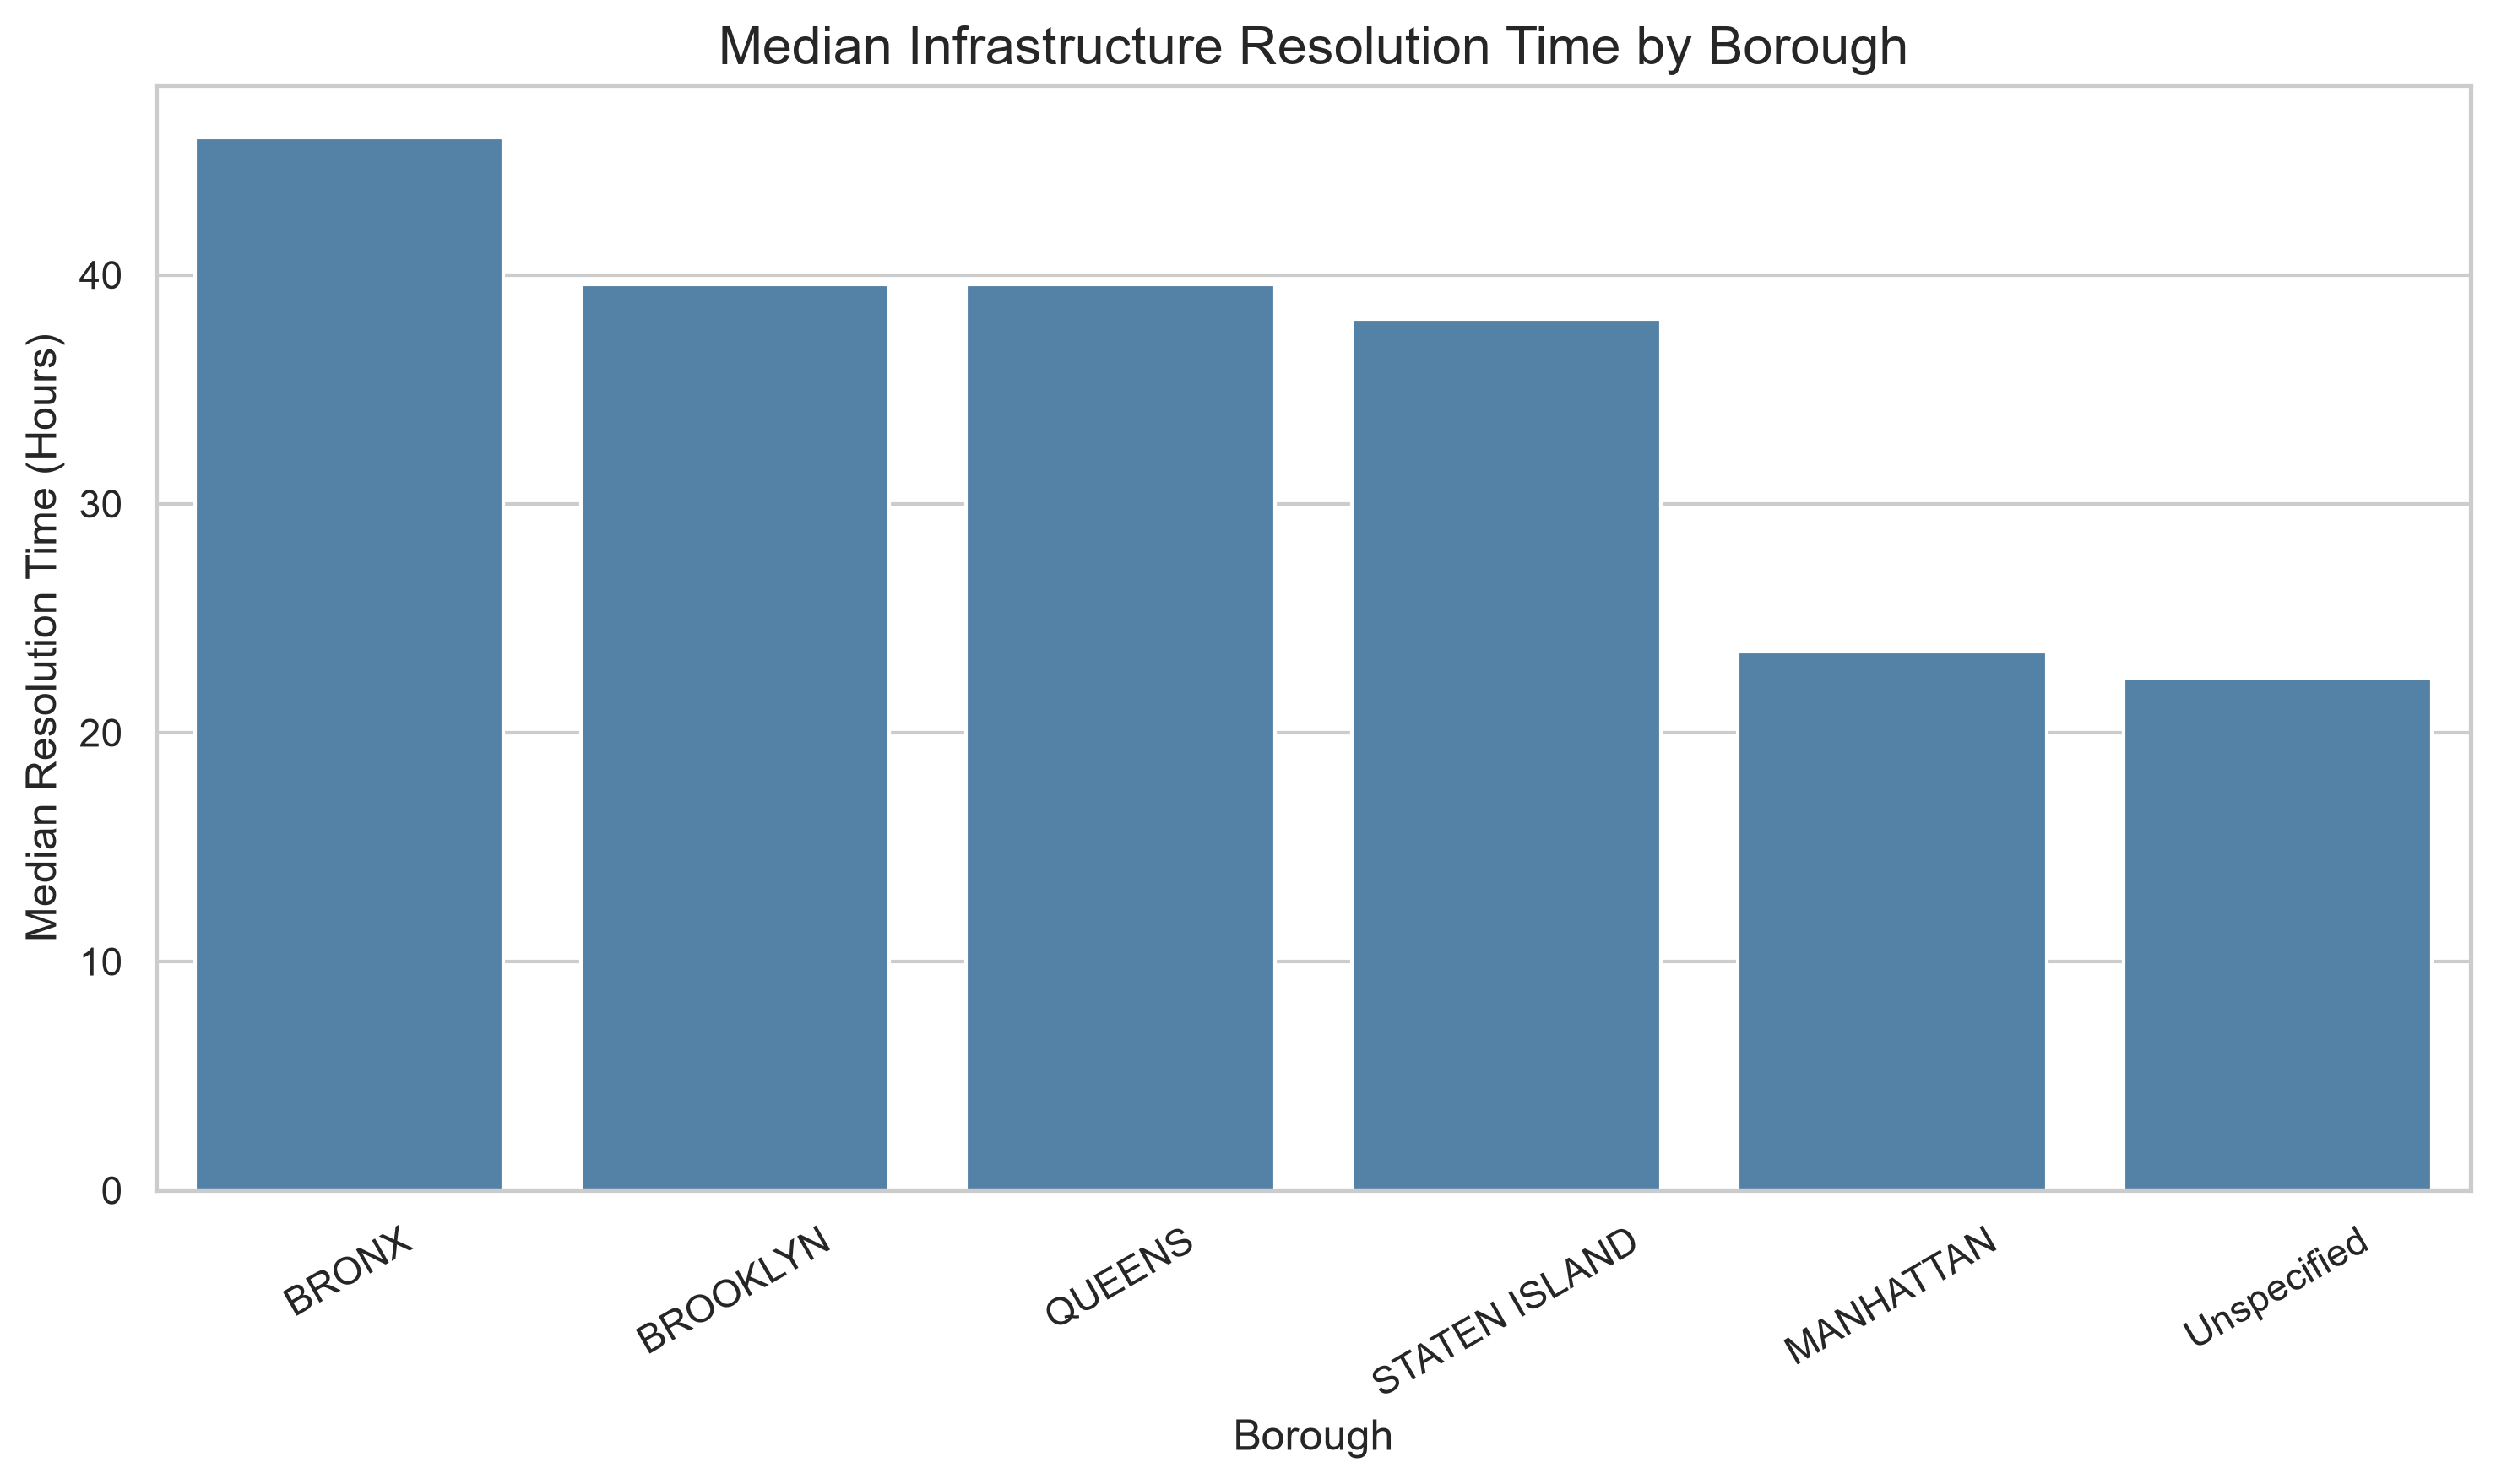 Median Infrastructure Resolution Time by Borough
Median Resolution Time (Hours)
40
30
20
10
0
BRONX
BROOKLYN
QUEENS
STATEN ISLAND
MANHATTAN
Unspecified
Borough